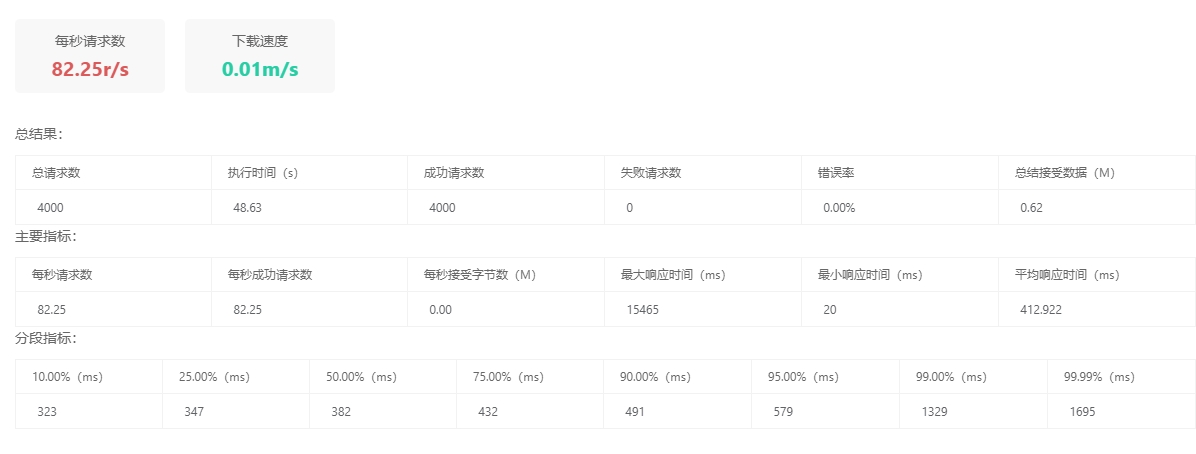 每秒请求数 下载速度
82.25r/s 0.01m/s
总结果：
总请求数 执行时间（s） 成功请求数 失败请求数 错误率 总结接受数据（M）
4000 48.63 4000 0 0.00% 0.62
主要指标：
每秒请求数 每秒成功请求数 每秒接受字节数（M） 最大响应时间（ms） 最小响应时间（ms） 平均响应时间（ms）
82.25 82.25 0.00 15465 20 412.922
分段指标：
10.00%（ms） 25.00%（ms） 50.00%（ms） 75.00%（ms） 90.00%（ms） 95.00%（ms） 99.00%（ms） 99.99%（ms）
323 347 382 432 491 579 1329 1695